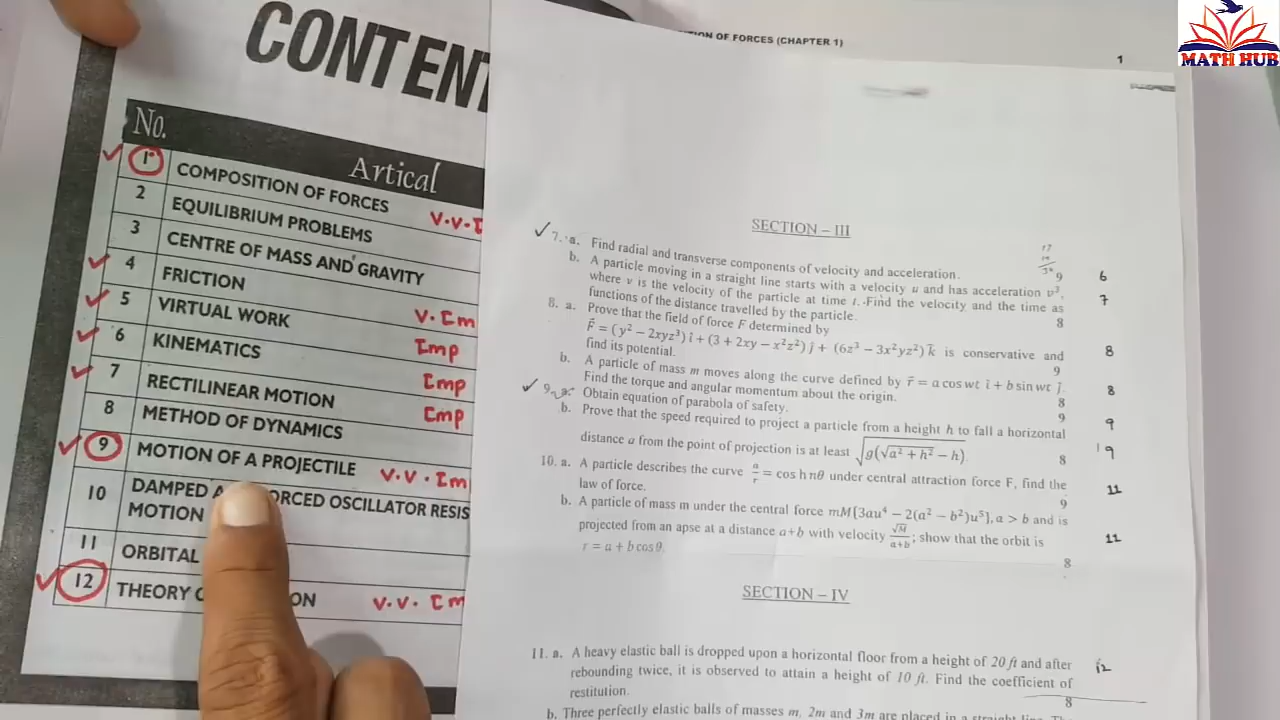 CONTENT
No.
Artical
1 COMPOSITION OF FORCES V.V.I
2 EQUILIBRIUM PROBLEMS
3 CENTRE OF MASS AND GRAVITY
4 FRICTION
5 VIRTUAL WORK V.Im
6 KINEMATICS Imp
7 RECTILINEAR MOTION Imp
8 METHOD OF DYNAMICS Imp
9 MOTION OF A PROJECTILE V.V.Im
10 DAMPED A ORCED OSCILLATOR RESIS
MOTION
11 ORBITAL
12 THEORY O ON V.V.Im
ION OF FORCES (CHAPTER 1)
1
MATH HUB
SECTION – III
7. a. Find radial and transverse components of velocity and acceleration. 9 6
b. A particle moving in a straight line starts with a velocity u and has acceleration v³, 7
where v is the velocity of the particle at time t. Find the velocity and the time as
functions of the distance travelled by the particle. 8
8. a. Prove that the field of force F determined by
F⃗ = (y² – 2xyz³) î + (3 + 2xy – x²z³) ĵ + (6z³ – 3x²yz²) k̂ is conservative and 8
find its potential. 9
b. A particle of mass m moves along the curve defined by r⃗ = a cos wt î + b sin wt ĵ. 8
Find the torque and angular momentum about the origin. 8
9. a. Obtain equation of parabola of safety. 9 9
b. Prove that the speed required to project a particle from a height h to fall a horizontal
distance a from the point of projection is at least √g(√a² + h² – h) 8 9
10. a. A particle describes the curve a/r = cos h nθ under central attraction force F, find the 11
law of force. 9
b. A particle of mass m under the central force mM[3au⁴ – 2(a² – b²)u⁵], a > b and is
projected from an apse at a distance a+b with velocity √M/a+b; show that the orbit is 11
r = a + b cos θ. 8
SECTION – IV
11. a. A heavy elastic ball is dropped upon a horizontal floor from a height of 20 ft and after 12
rebounding twice, it is observed to attain a height of 10 ft. Find the coefficient of
restitution. 8
b. Three perfectly elastic balls of masses m, 2m and 3m are placed in a straight line.